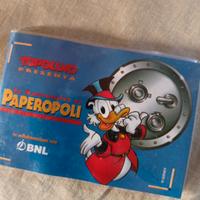 TOPOLINO
PRESENTA
PAPEROPOLI
in collaborazione con
BNL